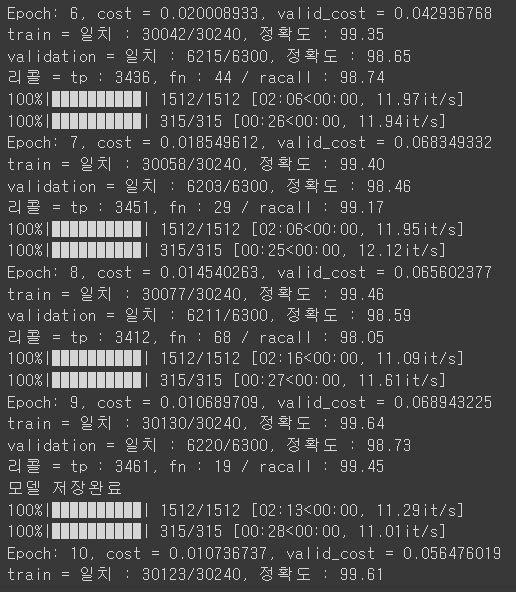 Epoch: 6, cost = 0.020008933, valid_cost = 0.042936768
train = 일치 : 30042/30240, 정확도 : 99.35
validation = 일치 : 6215/6300, 정확도 : 98.65
리콜 = tp : 3436, fn : 44 / racall : 98.74
100%|██████████| 1512/1512 [02:06<00:00, 11.97it/s]
100%|██████████| 315/315 [00:26<00:00, 11.94it/s]
Epoch: 7, cost = 0.018549612, valid_cost = 0.068349332
train = 일치 : 30058/30240, 정확도 : 99.40
validation = 일치 : 6203/6300, 정확도 : 98.46
리콜 = tp : 3451, fn : 29 / racall : 99.17
100%|██████████| 1512/1512 [02:06<00:00, 11.95it/s]
100%|██████████| 315/315 [00:25<00:00, 12.12it/s]
Epoch: 8, cost = 0.014540263, valid_cost = 0.065602377
train = 일치 : 30077/30240, 정확도 : 99.46
validation = 일치 : 6211/6300, 정확도 : 98.59
리콜 = tp : 3412, fn : 68 / racall : 98.05
100%|██████████| 1512/1512 [02:16<00:00, 11.09it/s]
100%|██████████| 315/315 [00:27<00:00, 11.61it/s]
Epoch: 9, cost = 0.010689709, valid_cost = 0.068943225
train = 일치 : 30130/30240, 정확도 : 99.64
validation = 일치 : 6220/6300, 정확도 : 98.73
리콜 = tp : 3461, fn : 19 / racall : 99.45
모델 저장완료
100%|██████████| 1512/1512 [02:13<00:00, 11.29it/s]
100%|██████████| 315/315 [00:28<00:00, 11.01it/s]
Epoch: 10, cost = 0.010736737, valid_cost = 0.056476019
train = 일치 : 30123/30240, 정확도 : 99.61